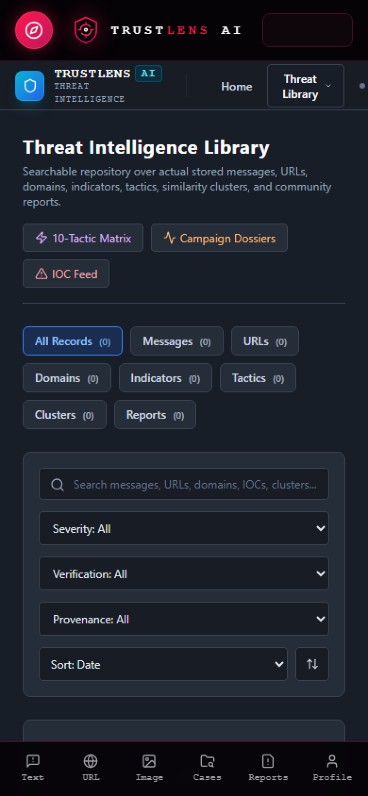 TRUSTLENS AI
TRUSTLENS AI
THREAT
INTELLIGENCE
Home
Threat
Library
Threat Intelligence Library
Searchable repository over actual stored messages, URLs,
domains, indicators, tactics, similarity clusters, and community
reports.
10-Tactic Matrix
Campaign Dossiers
IOC Feed
All Records (0)
Messages (0)
URLs (0)
Domains (0)
Indicators (0)
Tactics (0)
Clusters (0)
Reports (0)
Search messages, URLs, domains, IOCs, clusters...
Severity: All
Verification: All
Provenance: All
Sort: Date
Text
URL
Image
Cases
Reports
Profile